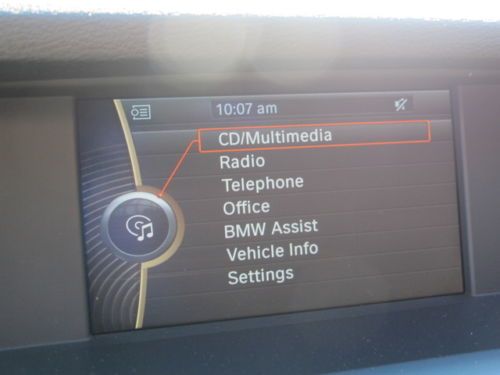 10:07 am
CD/Multimedia
Radio
Telephone
Office
BMW Assist
Vehicle Info
Settings